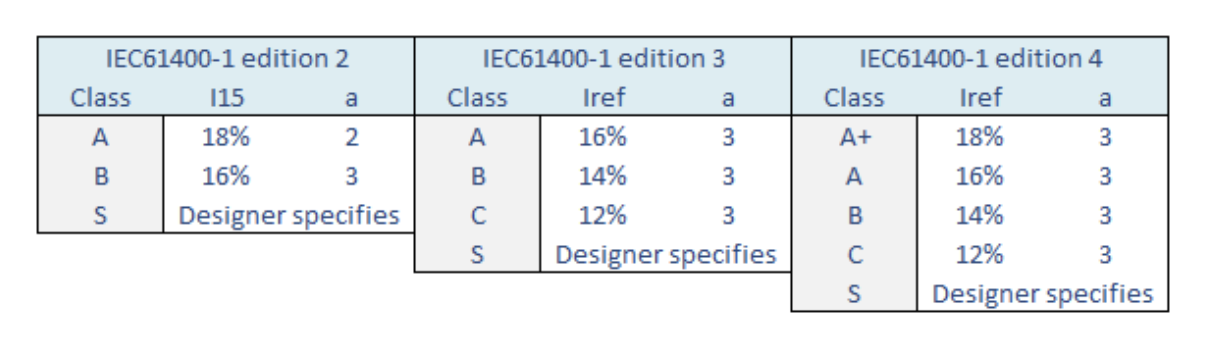 IEC61400-1 edition 2 IEC61400-1 edition 3 IEC61400-1 edition 4
Class I15 a Class Iref a Class Iref a
A 18% 2 A 16% 3 A+ 18% 3
B 16% 3 B 14% 3 A 16% 3
S Designer specifies C 12% 3 B 14% 3
S Designer specifies C 12% 3
S Designer specifies